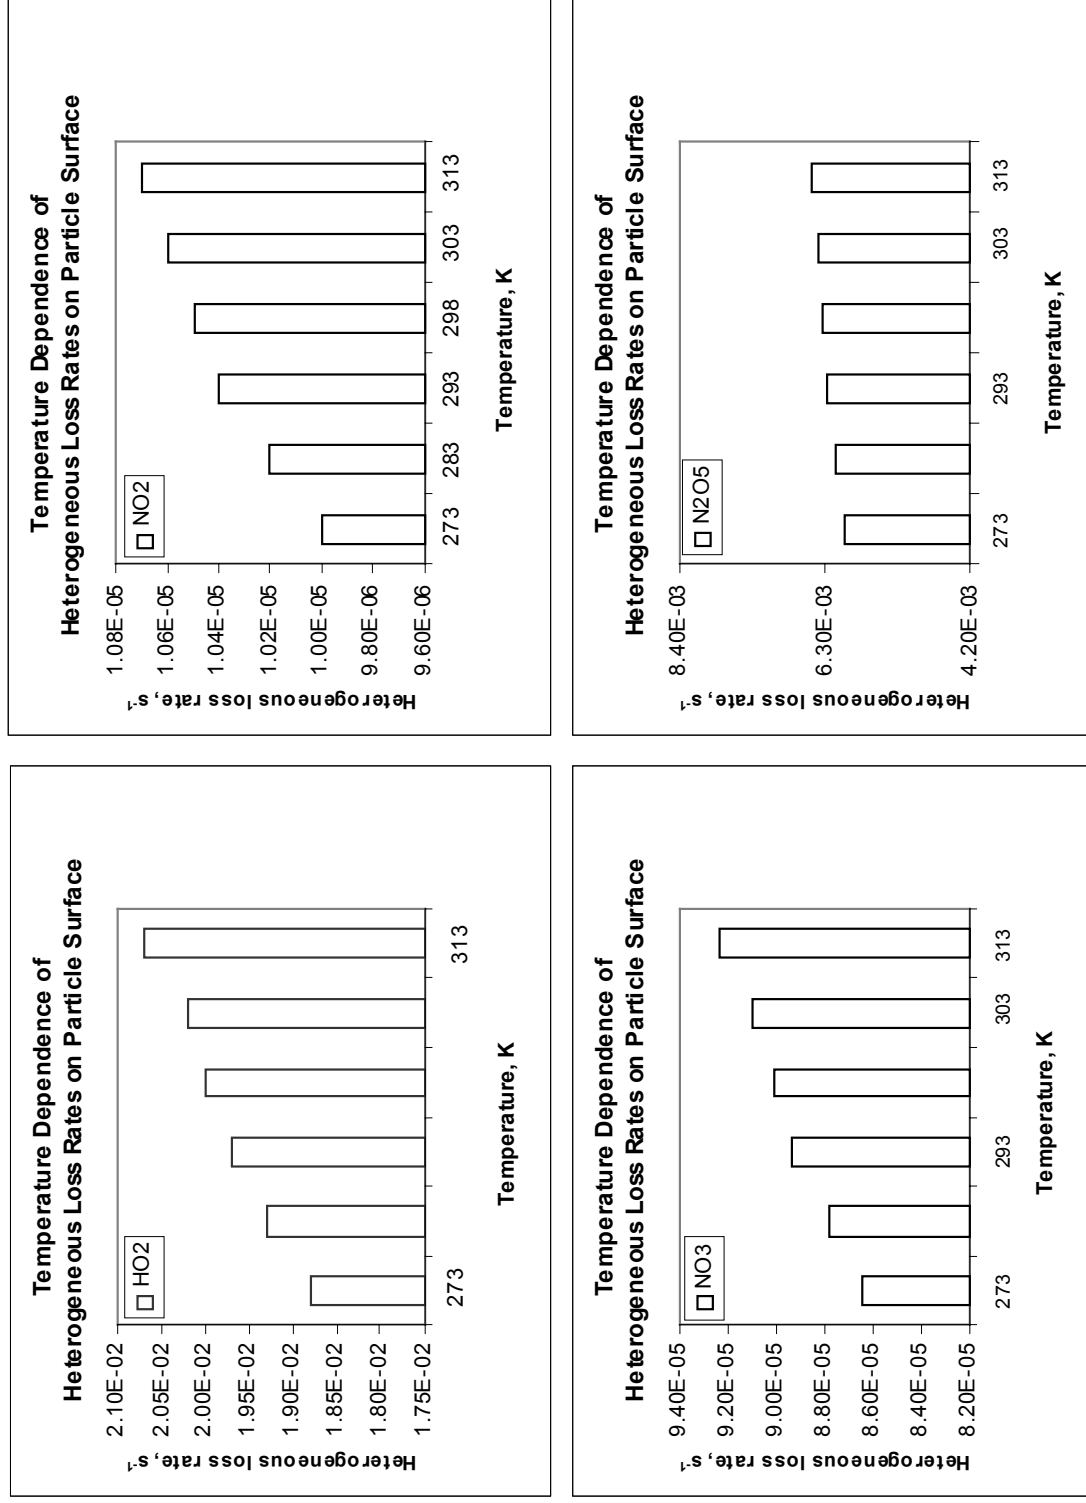 Temperature Dependence of
Heterogeneous Loss Rates on Particle Surface
HO2
2.10E-02
2.05E-02
2.00E-02
1.95E-02
1.90E-02
1.85E-02
1.80E-02
1.75E-02
Heterogeneous loss rate, s-1
273 313
Temperature, K
Temperature Dependence of
Heterogeneous Loss Rates on Particle Surface
NO2
1.08E-05
1.06E-05
1.04E-05
1.02E-05
1.00E-05
9.80E-06
9.60E-06
Heterogeneous loss rate, s-1
273 283 293 298 303 313
Temperature, K
Temperature Dependence of
Heterogeneous Loss Rates on Particle Surface
NO3
9.40E-05
9.20E-05
9.00E-05
8.80E-05
8.60E-05
8.40E-05
8.20E-05
Heterogeneous loss rate, s-1
273 293 303 313
Temperature, K
Temperature Dependence of
Heterogeneous Loss Rates on Particle Surface
N2O5
8.40E-03
6.30E-03
4.20E-03
Heterogeneous loss rate, s-1
273 293 303 313
Temperature, K